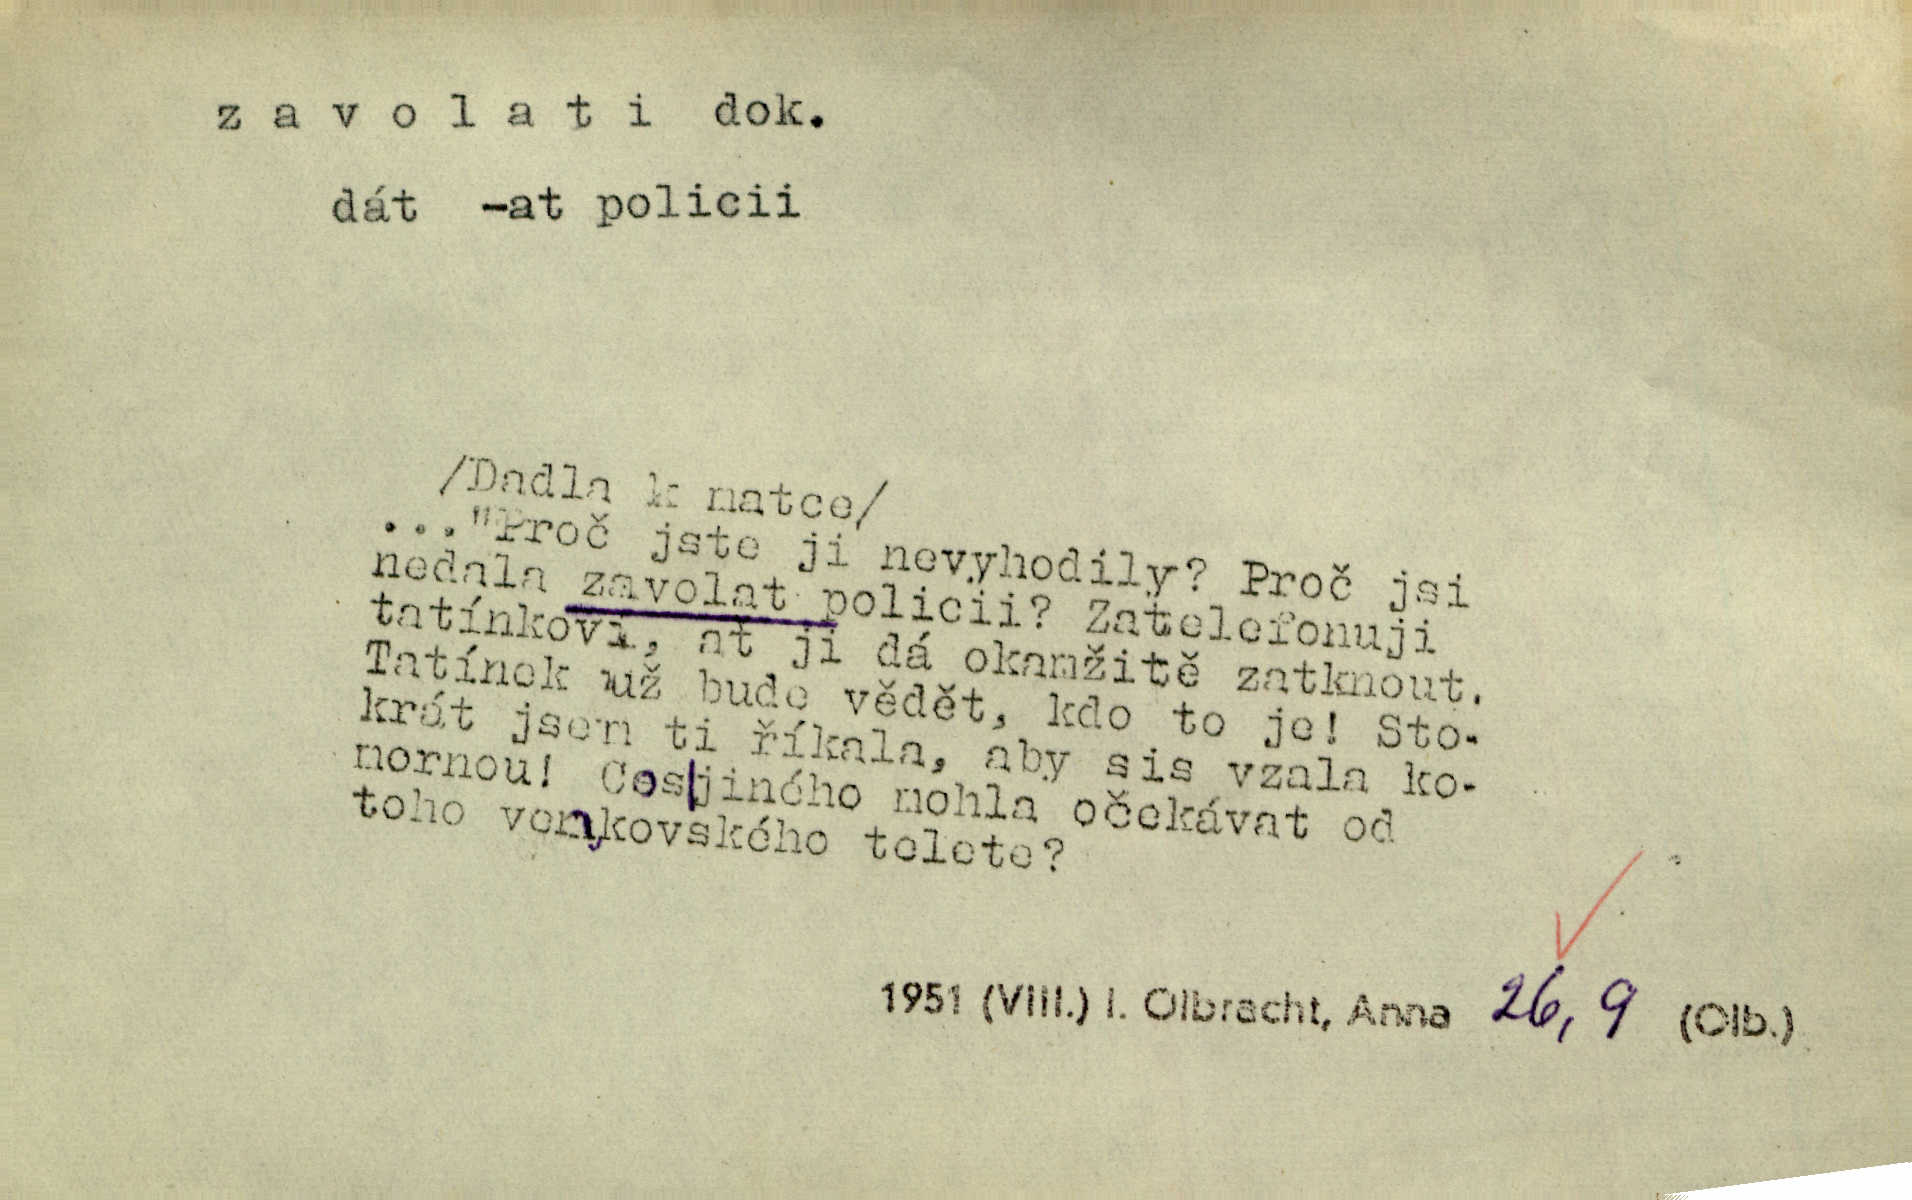 zavolati dok.
dát -at policii
/Dadla k matce/
..."Proč jste ji nevyhodily? Proč jsi
nedala zavolat policii? Zatelefonuji
tatínkovi, ať ji dá okamžitě zatknout.
Tatínek už bude vědět, kdo to je! Sto-
krát jsem ti říkala, aby sis vzala ko-
mornou! Cos jiného mohla očekávat od
toho venkovského telete?
1951 (VIII.) I. Olbracht, Anna 26, 9 (Olb.)